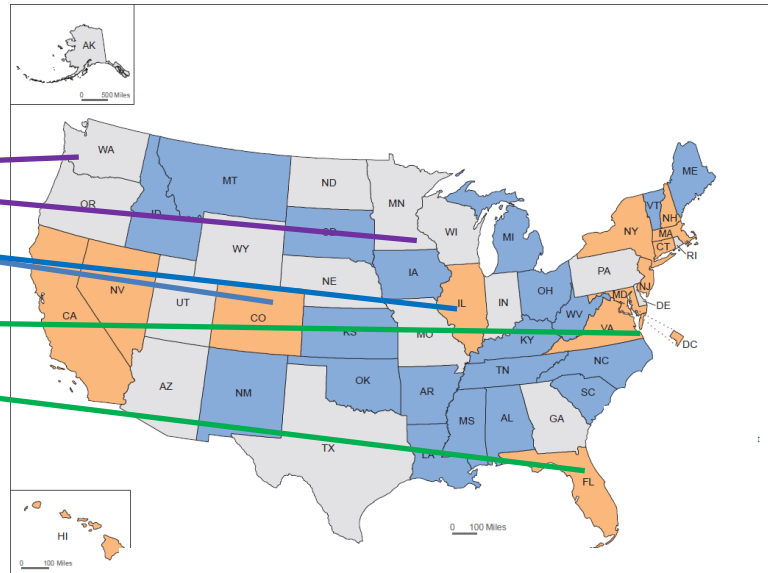 AK
0 500 Miles
WA
MT
ND
MN
OR
ID
SD
WI
MI
ME
VT
NH
NY
MA
CT
RI
WY
IA
NE
PA
NJ
NV
UT
CO
IL
IN
OH
MD
DE
CA
WV
VA
DC
KS
MO
KY
NC
TN
AZ
NM
OK
AR
SC
MS
AL
GA
TX
LA
FL
0 100 Miles
HI
0 100 Miles